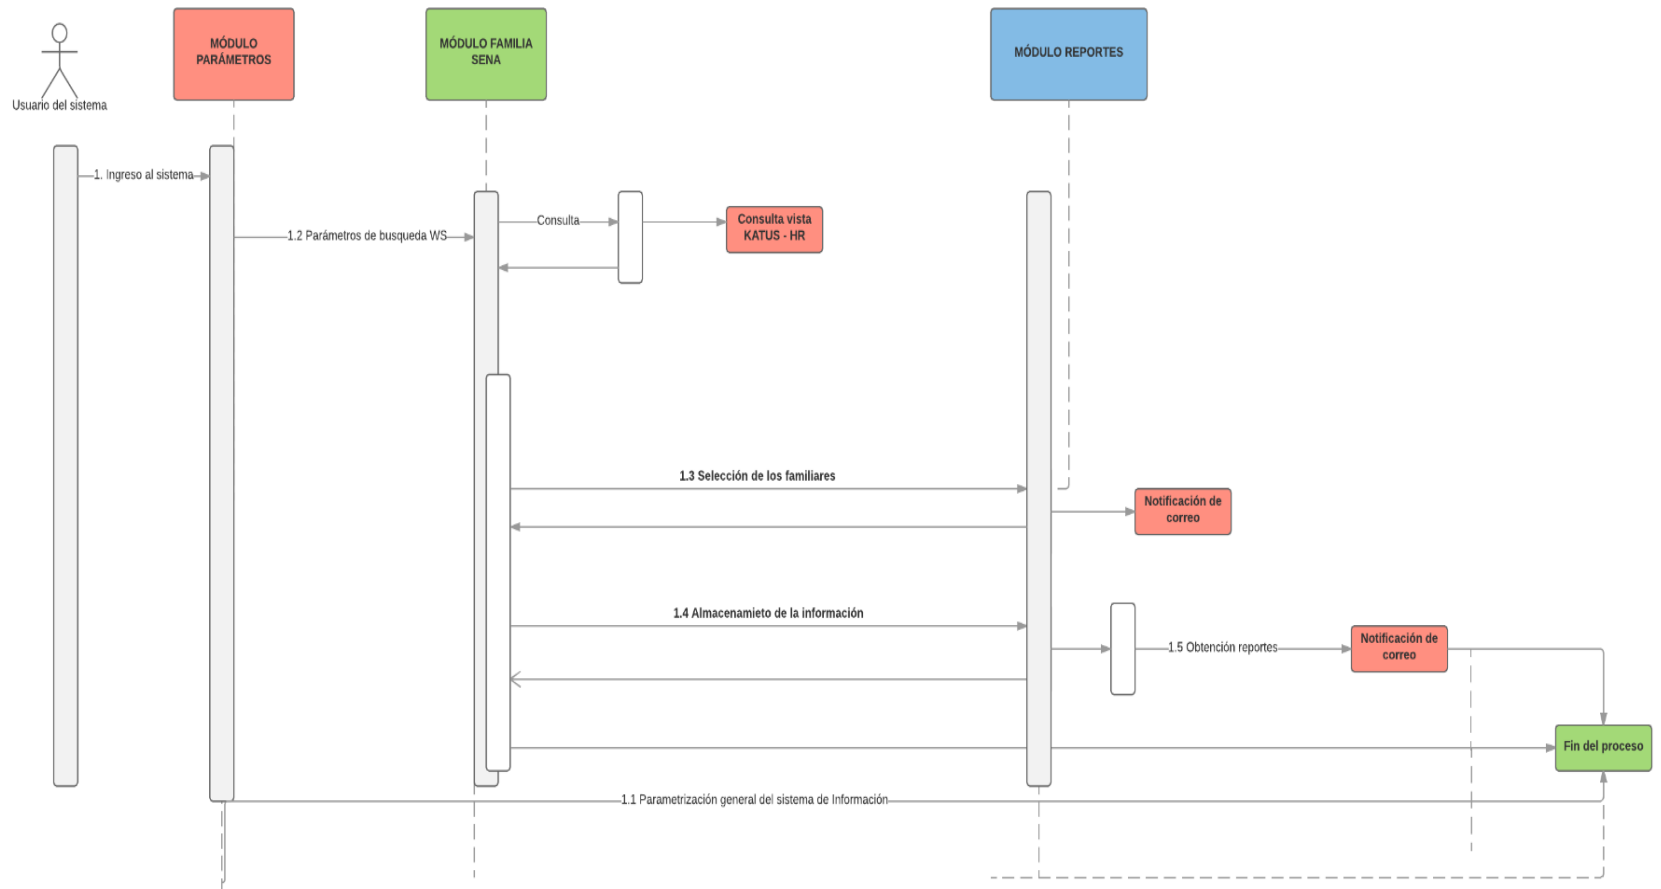 MÓDULO
PARÁMETROS
MÓDULO FAMILIA
SENA
MÓDULO REPORTES
Usuario del sistema
1. Ingreso al sistema
Consulta
Consulta vista
KATUS - HR
1.2 Parámetros de busqueda WS
1.3 Selección de los familiares
Notificación de
correo
1.4 Almacenamieto de la información
1.5 Obtención reportes
Notificación de
correo
Fin del proceso
1.1 Parametrización general del sistema de Información